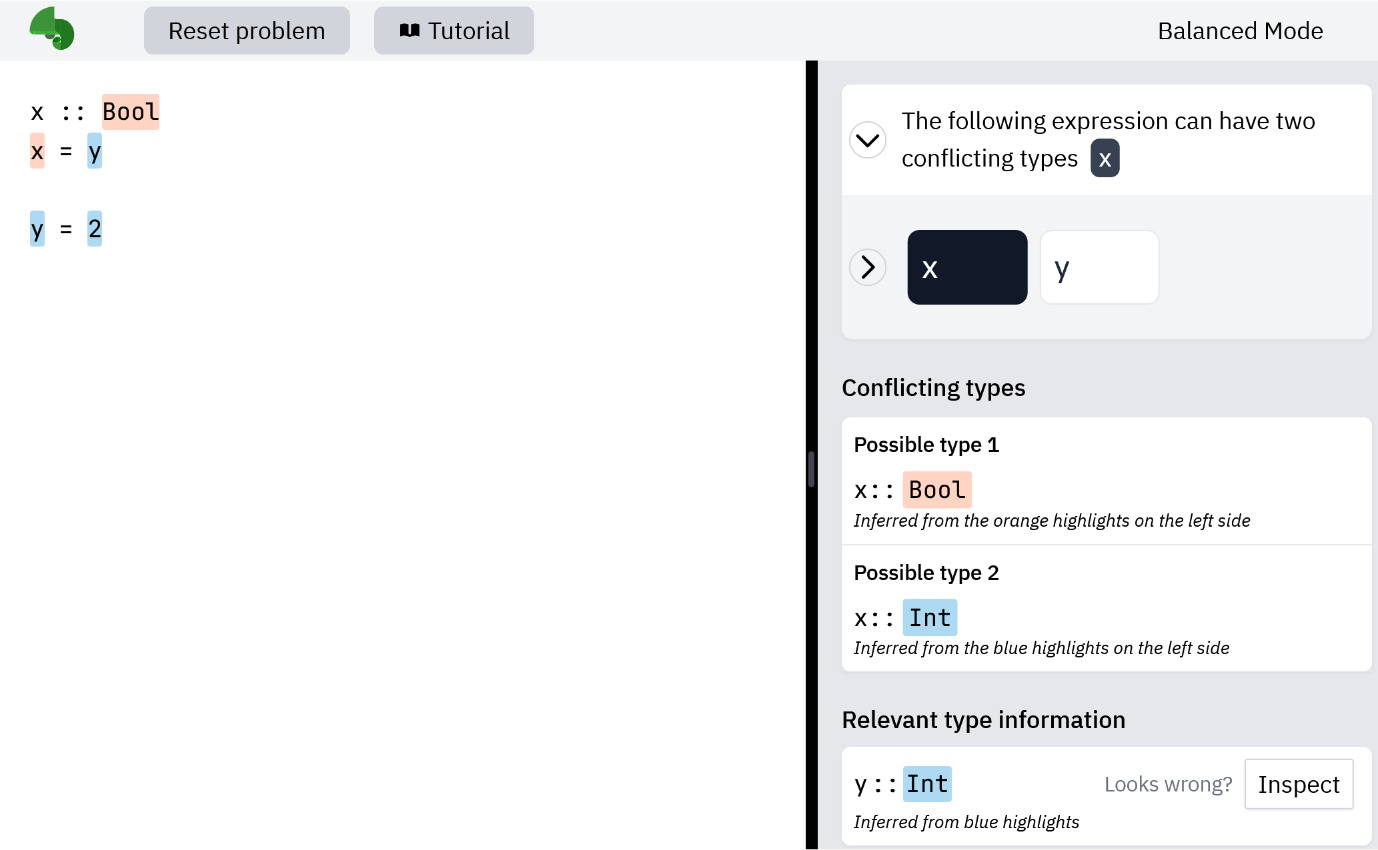 Reset problem
Tutorial
Balanced Mode
x :: Bool
x = y
y = 2
The following expression can have two
conflicting types x
x
y
Conflicting types
Possible type 1
x:: Bool
Inferred from the orange highlights on the left side
Possible type 2
x:: Int
Inferred from the blue highlights on the left side
Relevant type information
y::Int
Looks wrong? Inspect
Inferred from blue highlights